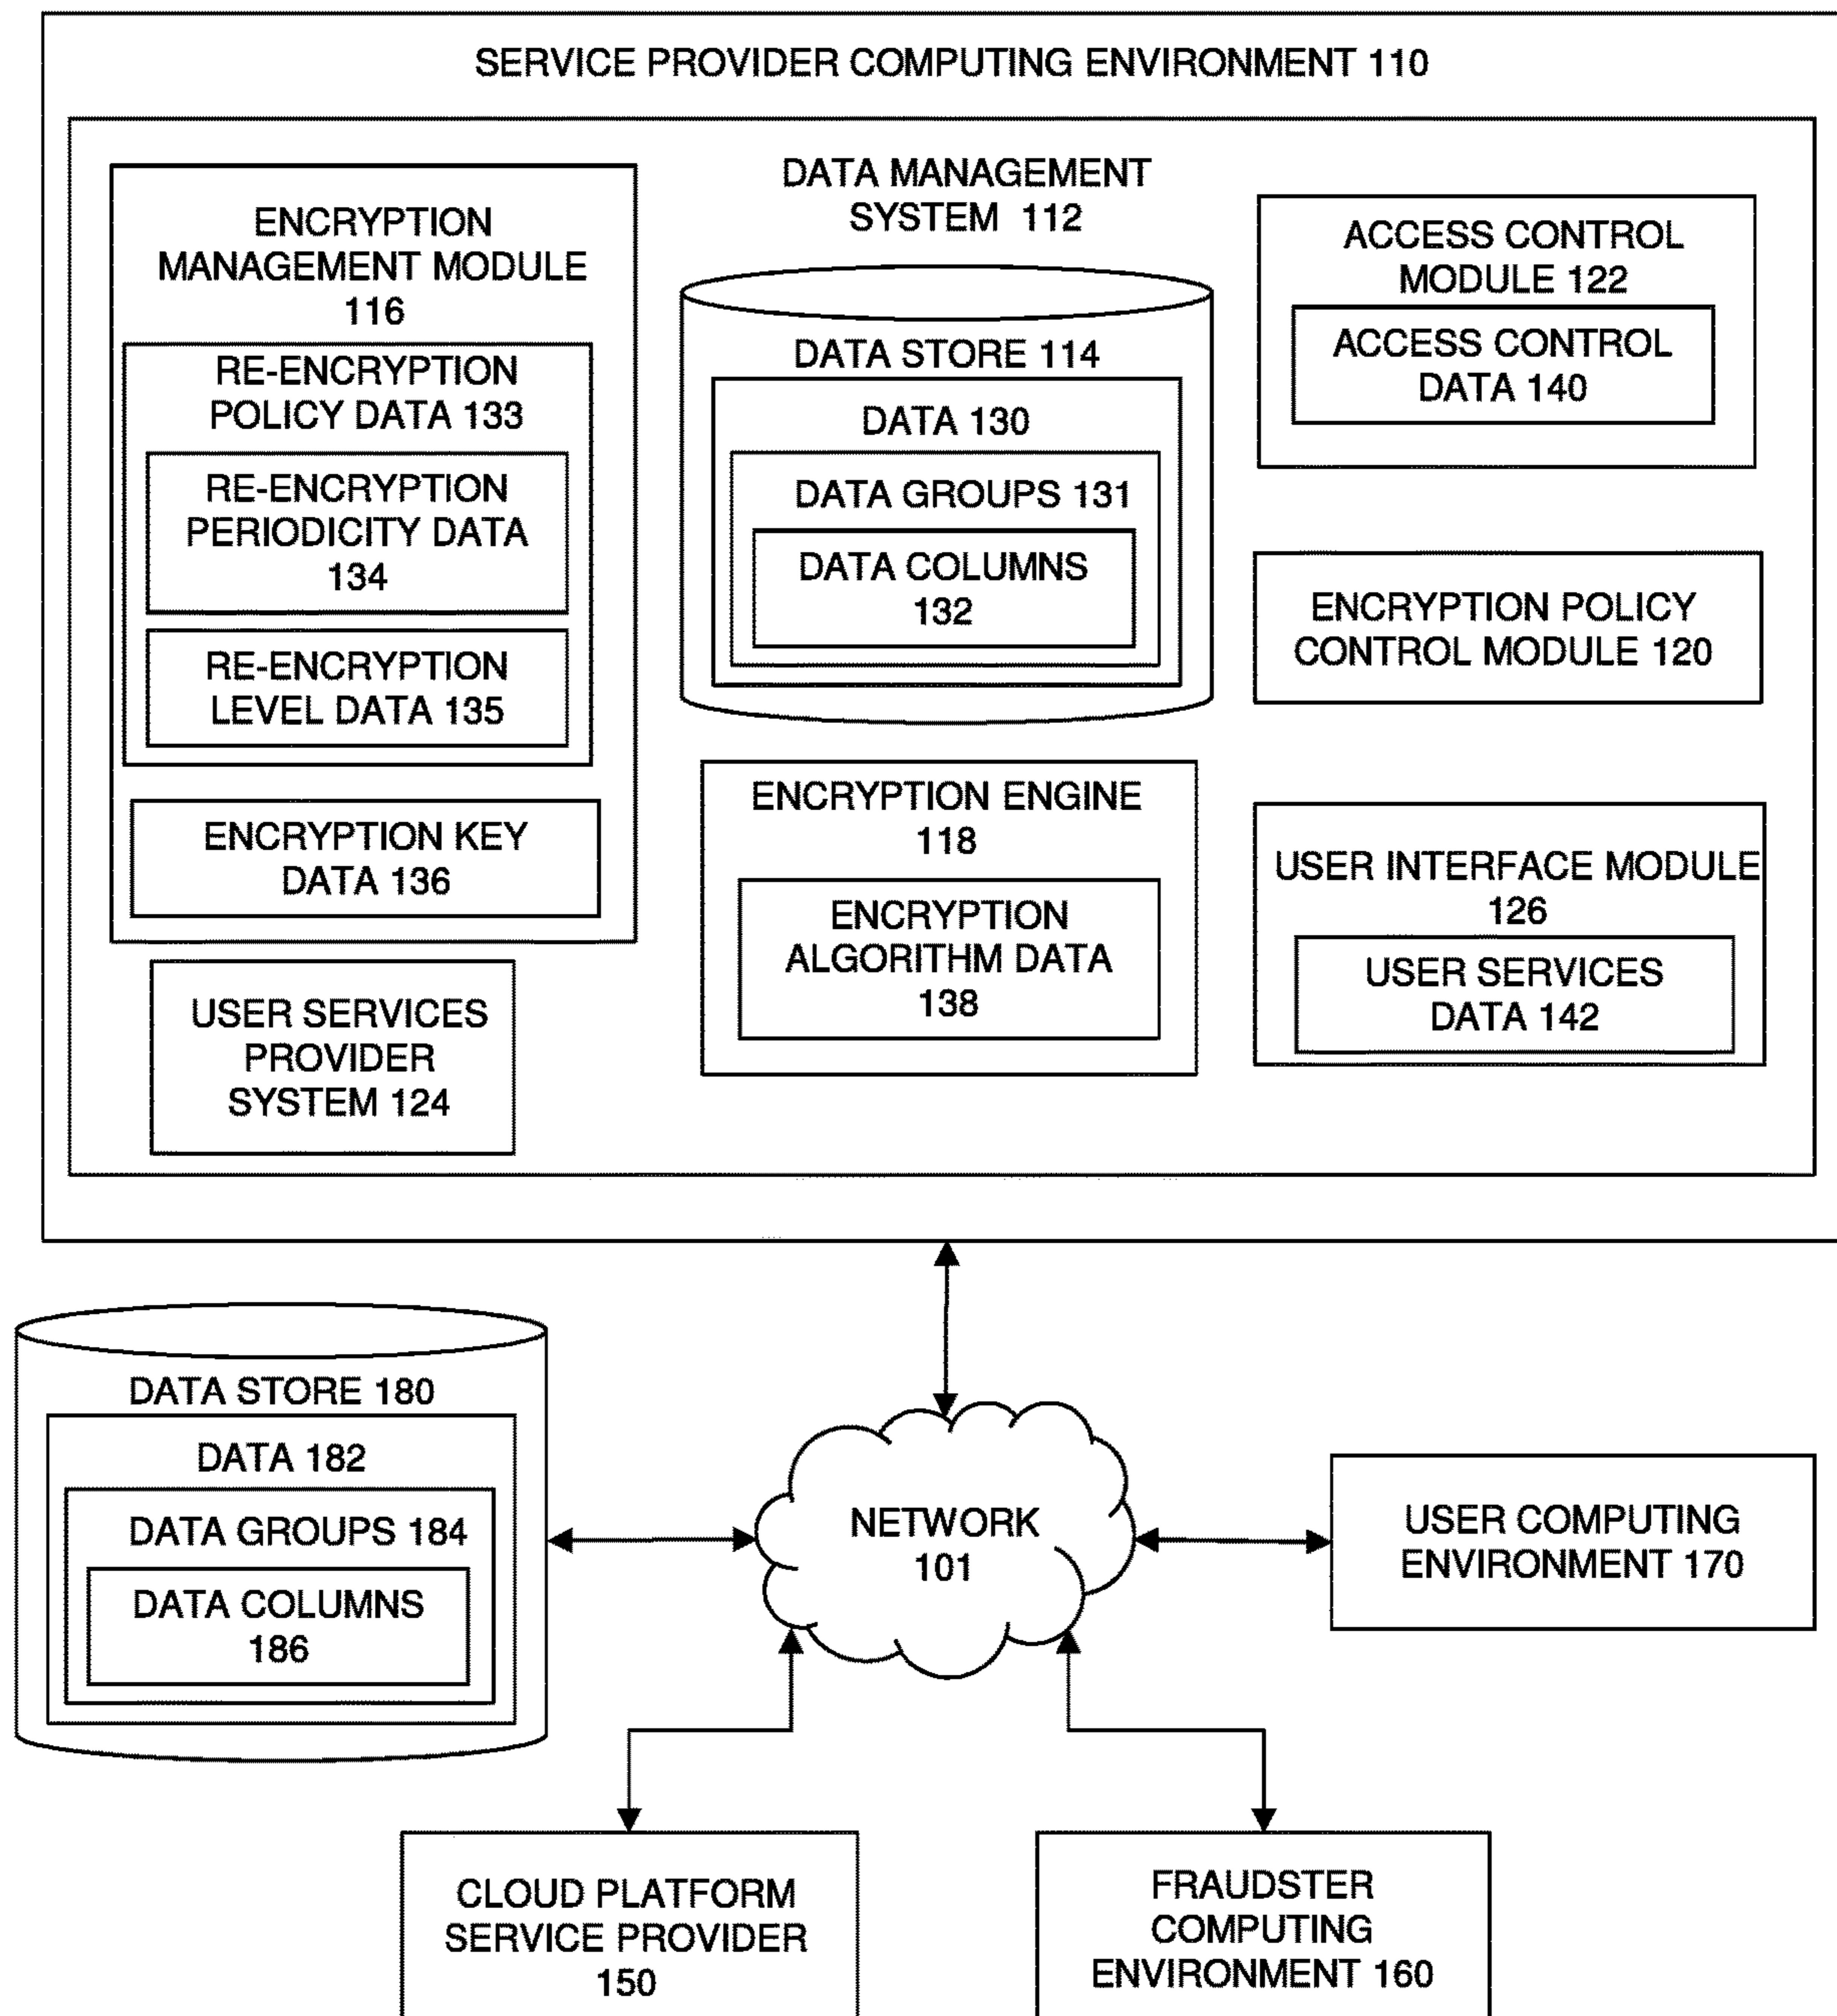 SERVICE PROVIDER COMPUTING ENVIRONMENT 110
DATA MANAGEMENT
SYSTEM 112
ENCRYPTION
MANAGEMENT MODULE
116
RE-ENCRYPTION
POLICY DATA 133
RE-ENCRYPTION
PERIODICITY DATA
134
RE-ENCRYPTION
LEVEL DATA 135
ENCRYPTION KEY
DATA 136
USER SERVICES
PROVIDER
SYSTEM 124
DATA STORE 114
DATA 130
DATA GROUPS 131
DATA COLUMNS
132
ENCRYPTION ENGINE
118
ENCRYPTION
ALGORITHM DATA
138
ACCESS CONTROL
MODULE 122
ACCESS CONTROL
DATA 140
ENCRYPTION POLICY
CONTROL MODULE 120
USER INTERFACE MODULE
126
USER SERVICES
DATA 142
DATA STORE 180
DATA 182
DATA GROUPS 184
DATA COLUMNS
186
NETWORK
101
USER COMPUTING
ENVIRONMENT 170
CLOUD PLATFORM
SERVICE PROVIDER
150
FRAUDSTER
COMPUTING
ENVIRONMENT 160